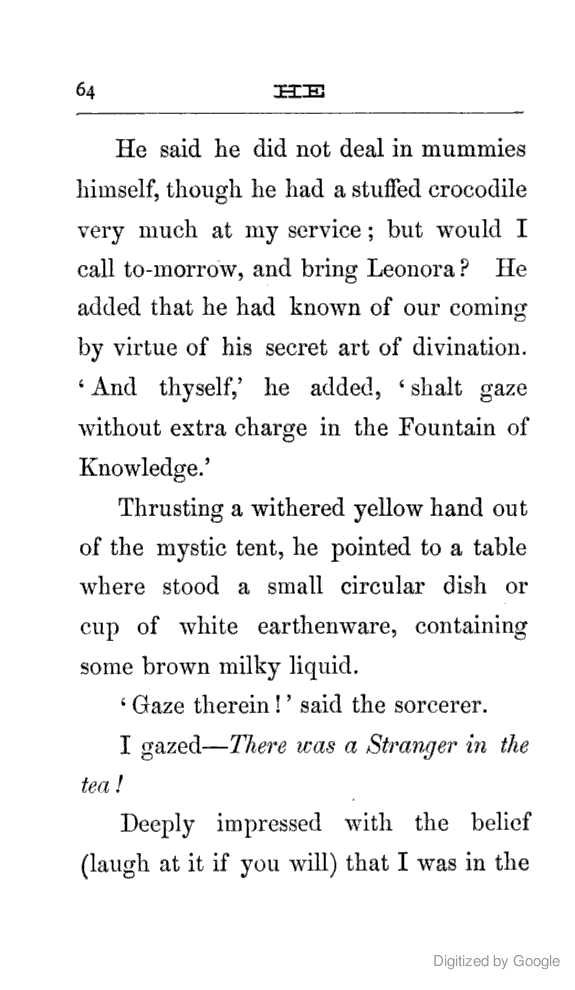 64 HE
He said he did not deal in mummies
himself, though he had a stuffed crocodile
very much at my service; but would I
call to-morrow, and bring Leonora? He
added that he had known of our coming
by virtue of his secret art of divination.
‘And thyself,’ he added, ‘shalt gaze
without extra charge in the Fountain of
Knowledge.’
Thrusting a withered yellow hand out
of the mystic tent, he pointed to a table
where stood a small circular dish or
cup of white earthenware, containing
some brown milky liquid.
‘Gaze therein!’ said the sorcerer.
I gazed—There was a Stranger in the
tea!
Deeply impressed with the belief
(laugh at it if you will) that I was in the
Digitized by Google